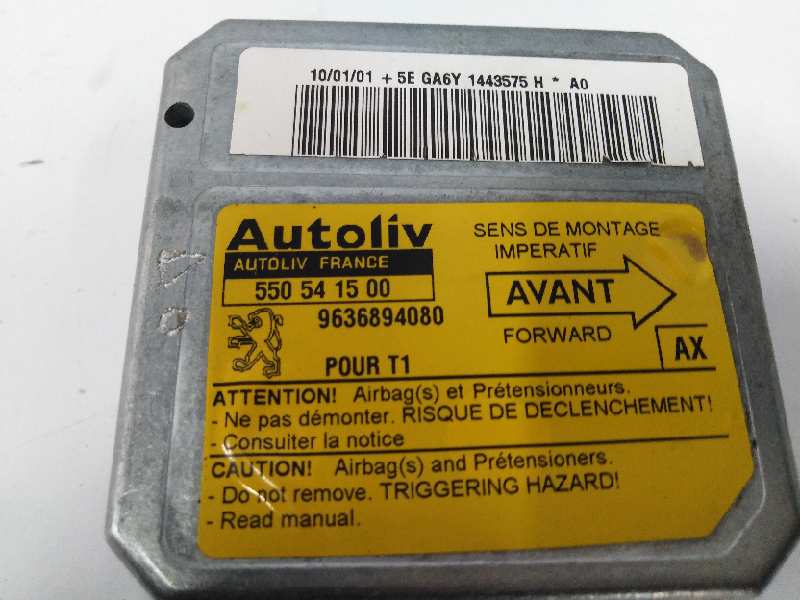 10/01/01 + 5E GA6Y 1443575 H * A0
Autoliv
AUTOLIV FRANCE
550 54 15 00
9636894080
POUR T1
SENS DE MONTAGE
IMPERATIF
AVANT
FORWARD
AX
ATTENTION! Airbag(s) et Prétensionneurs.
- Ne pas démonter. RISQUE DE DECLENCHEMENT!
- Consulter la notice
CAUTION! Airbag(s) and Prétensioners.
- Do not remove. TRIGGERING HAZARD!
- Read manual.